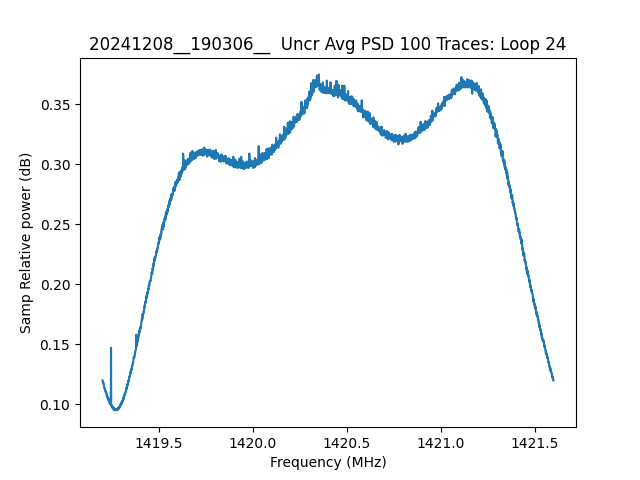 20241208__190306__  Uncr Avg PSD 100 Traces: Loop 24
Samp Relative power (dB)
0.35
0.30
0.25
0.20
0.15
0.10
1419.5 1420.0 1420.5 1421.0 1421.5
Frequency (MHz)